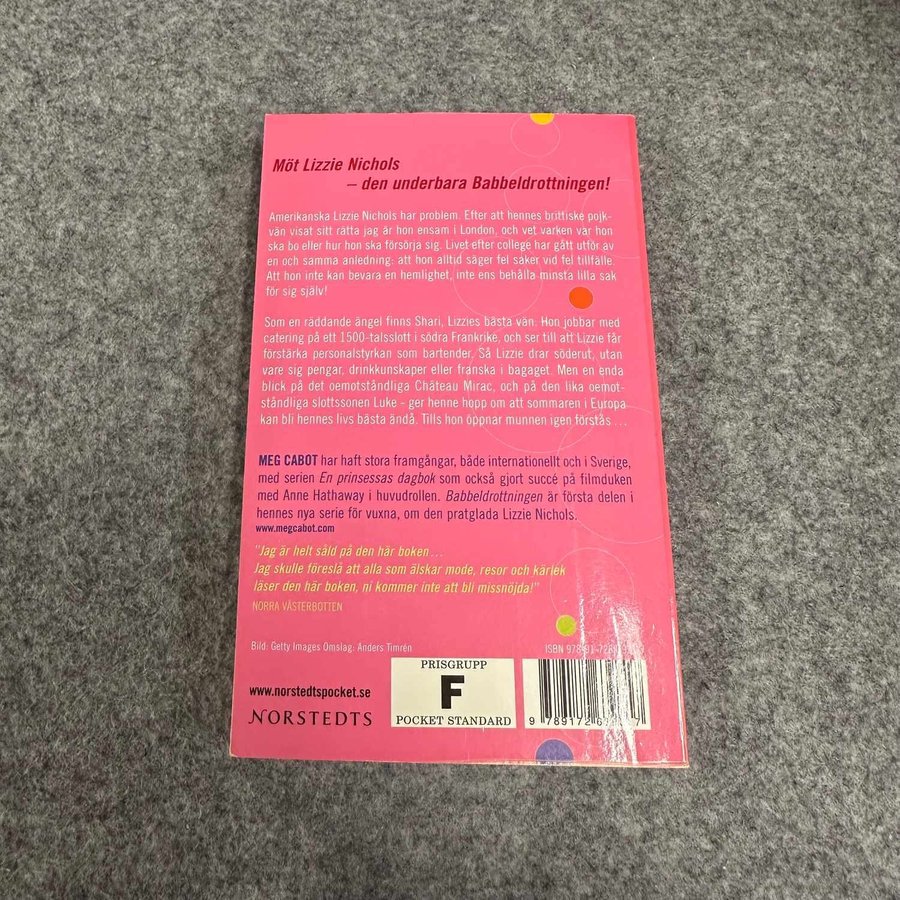 Möt Lizzie Nichols
– den underbara Babbeldrottningen!
Amerikanska Lizzie Nichols har problem. Efter att hennes brittiske pojk-
vän visat sitt rätta jag är hon ensam i London, och vet varken var hon
ska bo eller hur hon ska försörja sig. Livet efter college har gått utför av
en och samma anledning: att hon alltid säger fel saker vid fel tillfälle.
Att hon inte kan bevara en hemlighet, inte ens behålla minsta lilla sak
för sig själv!
Som en räddande ängel finns Shari, Lizzies bästa vän. Hon jobbar med
catering på ett 1500-talsslott i södra Frankrike, och ser till att Lizzie får
förstärka personalstyrkan som bartender. Så Lizzie drar söderut, utan
vare sig pengar, drinkkunskaper eller franska i bagaget. Men en enda
blick på det oemotståndliga Château Mirac, och på den lika oemot-
ståndliga slottssonen Luke – ger henne hopp om att sommaren i Europa
kan bli hennes livs bästa ändå. Tills hon öppnar munnen igen förstås ...
MEG CABOT har haft stora framgångar, både internationellt och i Sverige,
med serien En prinsessas dagbok som också gjort succé på filmduken
med Anne Hathaway i huvudrollen. Babbeldrottningen är första delen i
hennes nya serie för vuxna, om den pratglada Lizzie Nichols.
www.megcabot.com
"Jag är helt såld på den här boken ...
Jag skulle föreslå att alla som älskar mode, resor och kärlek
läser den här boken, ni kommer inte att bli missnöjda!"
NORRA VÄSTERBOTTEN
Bild: Getty Images Omslag: Anders Timrén
ISBN
www.norstedtspocket.se
NORSTEDTS
PRISGRUPP
F
POCKET STANDARD